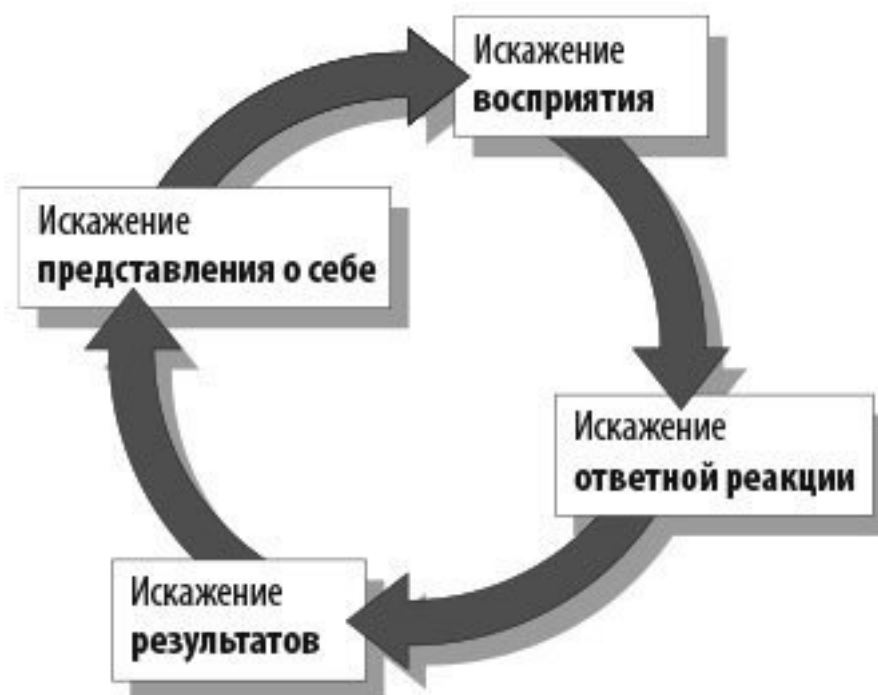 Искажение
восприятия
Искажение
представления о себе
Искажение
ответной реакции
Искажение
результатов